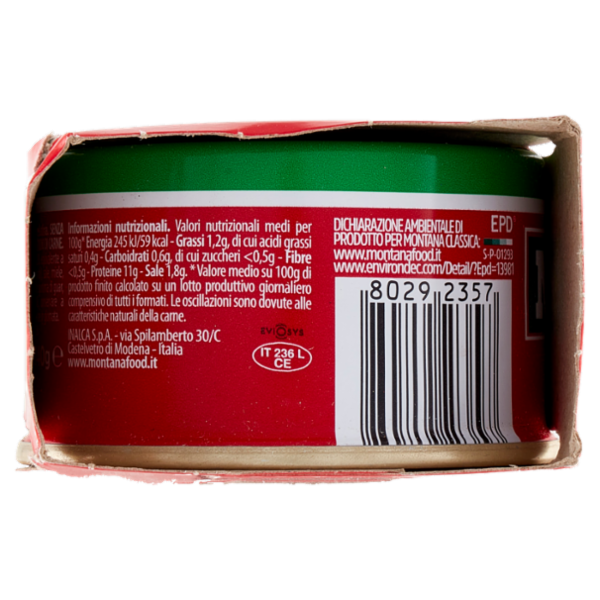 SENZA
Informazioni nutrizionali. Valori nutrizionali medi per
100g* Energia 245 kJ/59 kcal - Grassi 1,2g, di cui acidi grassi
saturi 0,4g - Carboidrati 0,6g, di cui zuccheri <0,5g - Fibre
<0,5g - Proteine 11g - Sale 1,8g. * Valore medio su 100g di
prodotto finito calcolato su un lotto produttivo giornaliero
comprensivo di tutti i formati. Le oscillazioni sono dovute alle
caratteristiche naturali della carne.
INALCA S.p.A. - via Spilamberto 30/C
Castelvetro di Modena - Italia
www.montanafood.it
g e
EVIOSYS
IT 236 L
CE
DICHIARAZIONE AMBIENTALE DI
PRODOTTO PER MONTANA CLASSICA:
www.montanafood.it
www.environdec.com/Detail/?Epd=13981
EPD
S-P-01293
8029 2357